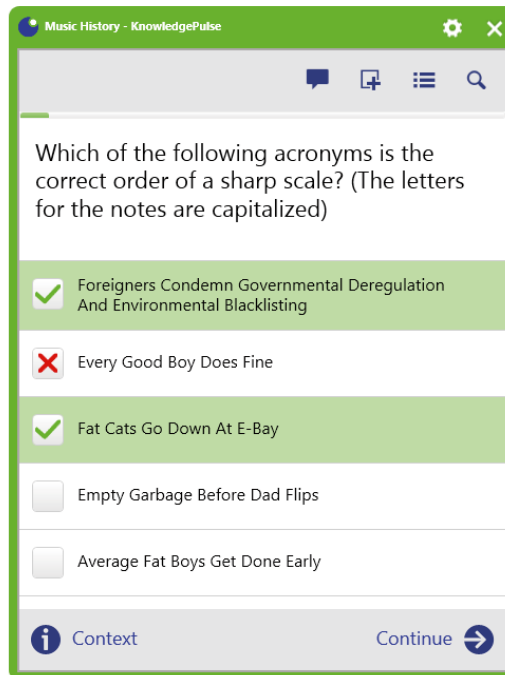 Music History - KnowledgePulse
Which of the following acronyms is the
correct order of a sharp scale? (The letters
for the notes are capitalized)
Foreigners Condemn Governmental Deregulation
And Environmental Blacklisting
Every Good Boy Does Fine
Fat Cats Go Down At E-Bay
Empty Garbage Before Dad Flips
Average Fat Boys Get Done Early
Context
Continue